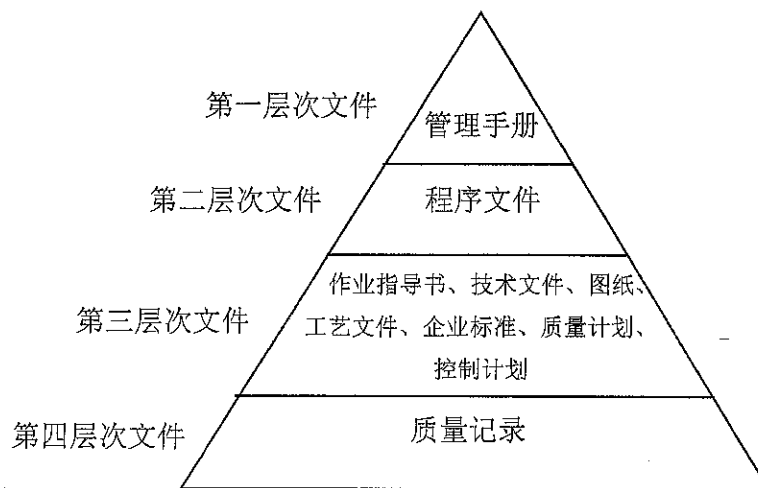 第一层次文件
管理手册
第二层次文件
程序文件
第三层次文件
作业指导书、技术文件、图纸、
工艺文件、企业标准、质量计划、
控制计划
第四层次文件
质量记录